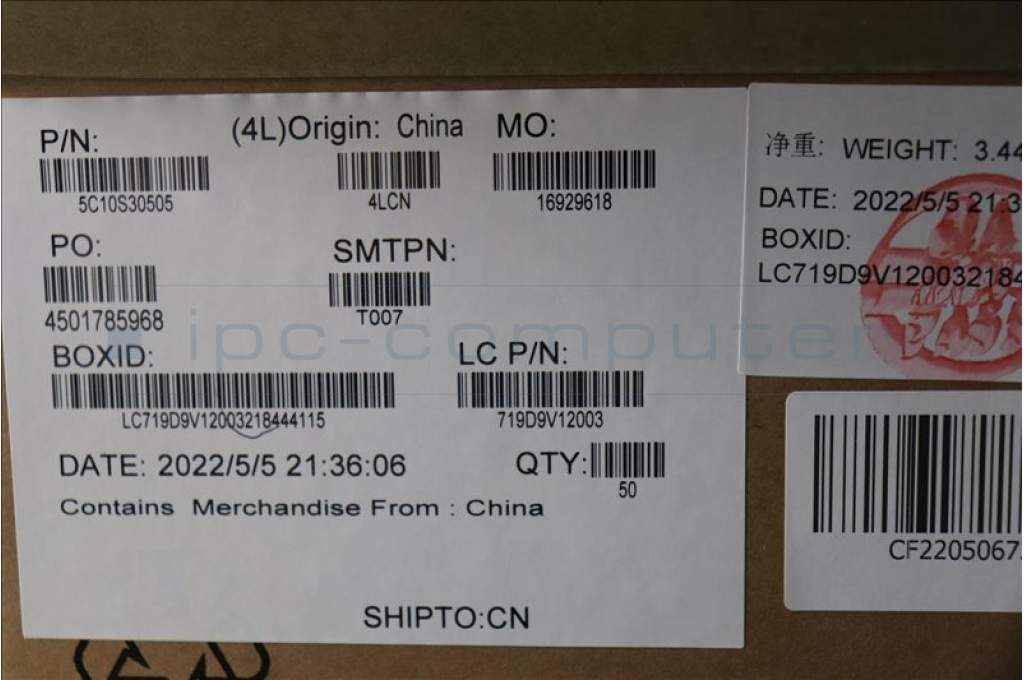 P/N:
(4L)Origin: China
MO:
5C10S30505
4LCN
16929618
PO:
SMTPN:
4501785968
T007
BOXID:
LC P/N:
LC719D9V12003218444115
719D9V12003
DATE: 2022/5/5 21:36:06
QTY:
50
Contains Merchandise From : China
SHIPTO:CN
净重: WEIGHT: 3.44
DATE: 2022/5/5 21:3
BOXID:
LC719D9V1200321844
CF2205067
ipc-computer